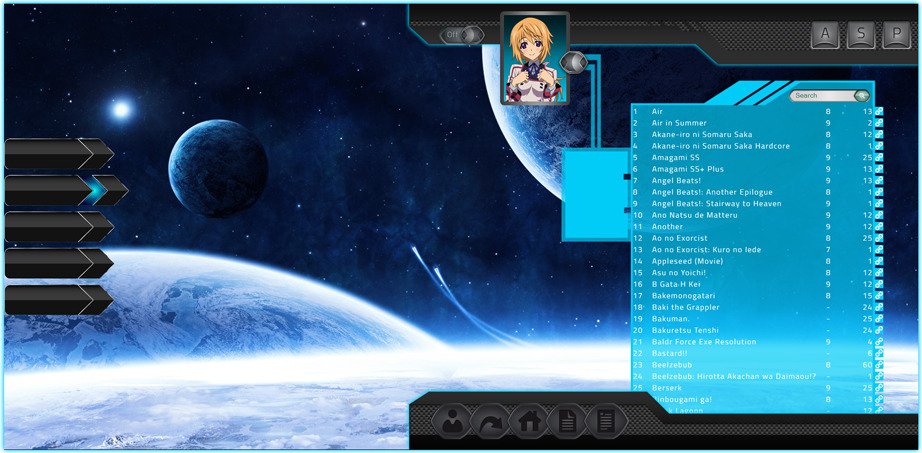 Off
A S P
Search
1 Air 8 13
2 Air in Summer 9 2
3 Akane-iro ni Somaru Saka 8 12
4 Akane-iro ni Somaru Saka Hardcore 8 1
5 Amagami SS 9 25
6 Amagami SS+ Plus 9 13
7 Angel Beats! 9 13
8 Angel Beats!: Another Epilogue 8 1
9 Angel Beats!: Stairway to Heaven 9 1
10 Ano Natsu de Matteru 9 12
11 Another 9 12
12 Ao no Exorcist 8 25
13 Ao no Exorcist: Kuro no Iede 7 1
14 Appleseed (Movie) 8 1
15 Asu no Yoichi! 8 12
16 B Gata H Kei 9 12
17 Bakemonogatari 8 15
18 Baki the Grappler - 24
19 Bakuman. - 25
20 Bakuretsu Tenshi - 24
21 Baldr Force Exe Resolution 9 4
22 Bastard!! - 6
23 Beelzebub 8 60
24 Beelzebub: Hirotta Akachan wa Daimaou!? 1
25 Berserk 9 25
Binbougami ga! 8 13
Lagoon - 12